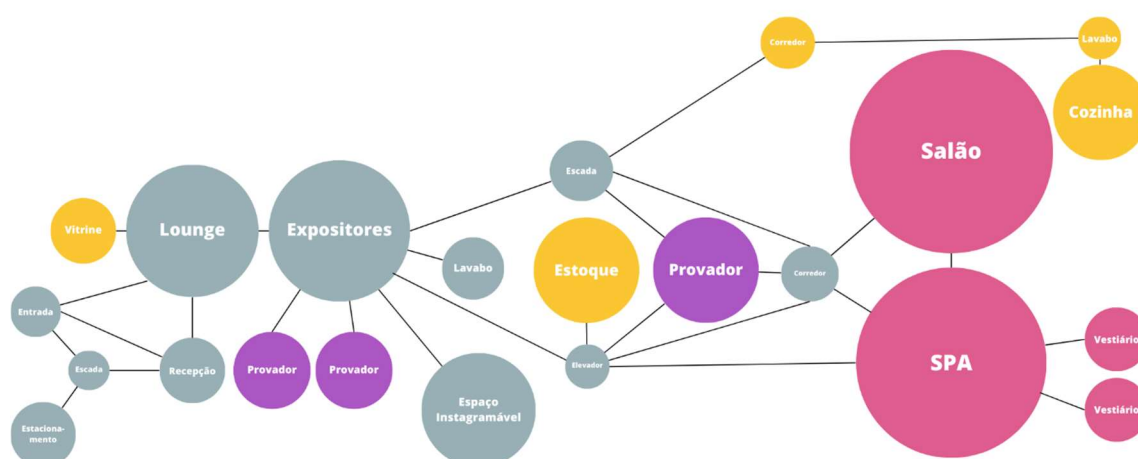 Corredor
Lavabo
Cozinha
Salão
Escada
Vitrine
Lounge
Expositores
Lavabo
Estoque
Provador
Corredor
Entrada
Escada
Recepção
Provador
Provador
Espaço
Instagramável
Elevador
SPA
Vestiário
Vestiário
Estaciona-
mento